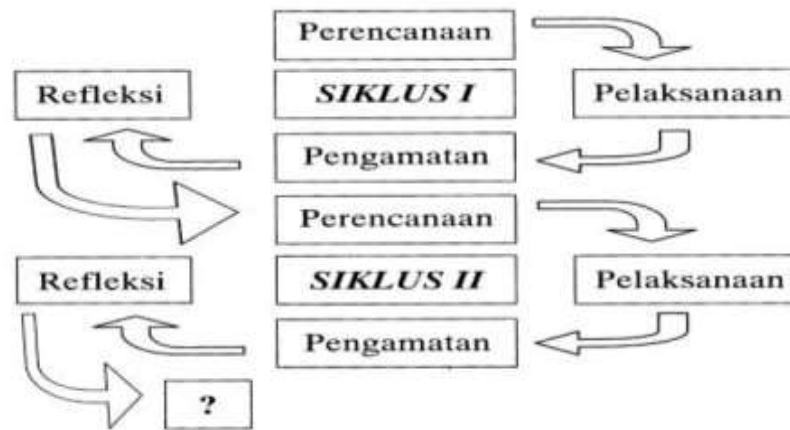 Perencanaan
Refleksi
SIKLUS I
Pelaksanaan
Pengamatan
Perencanaan
Refleksi
SIKLUS II
Pelaksanaan
Pengamatan
?